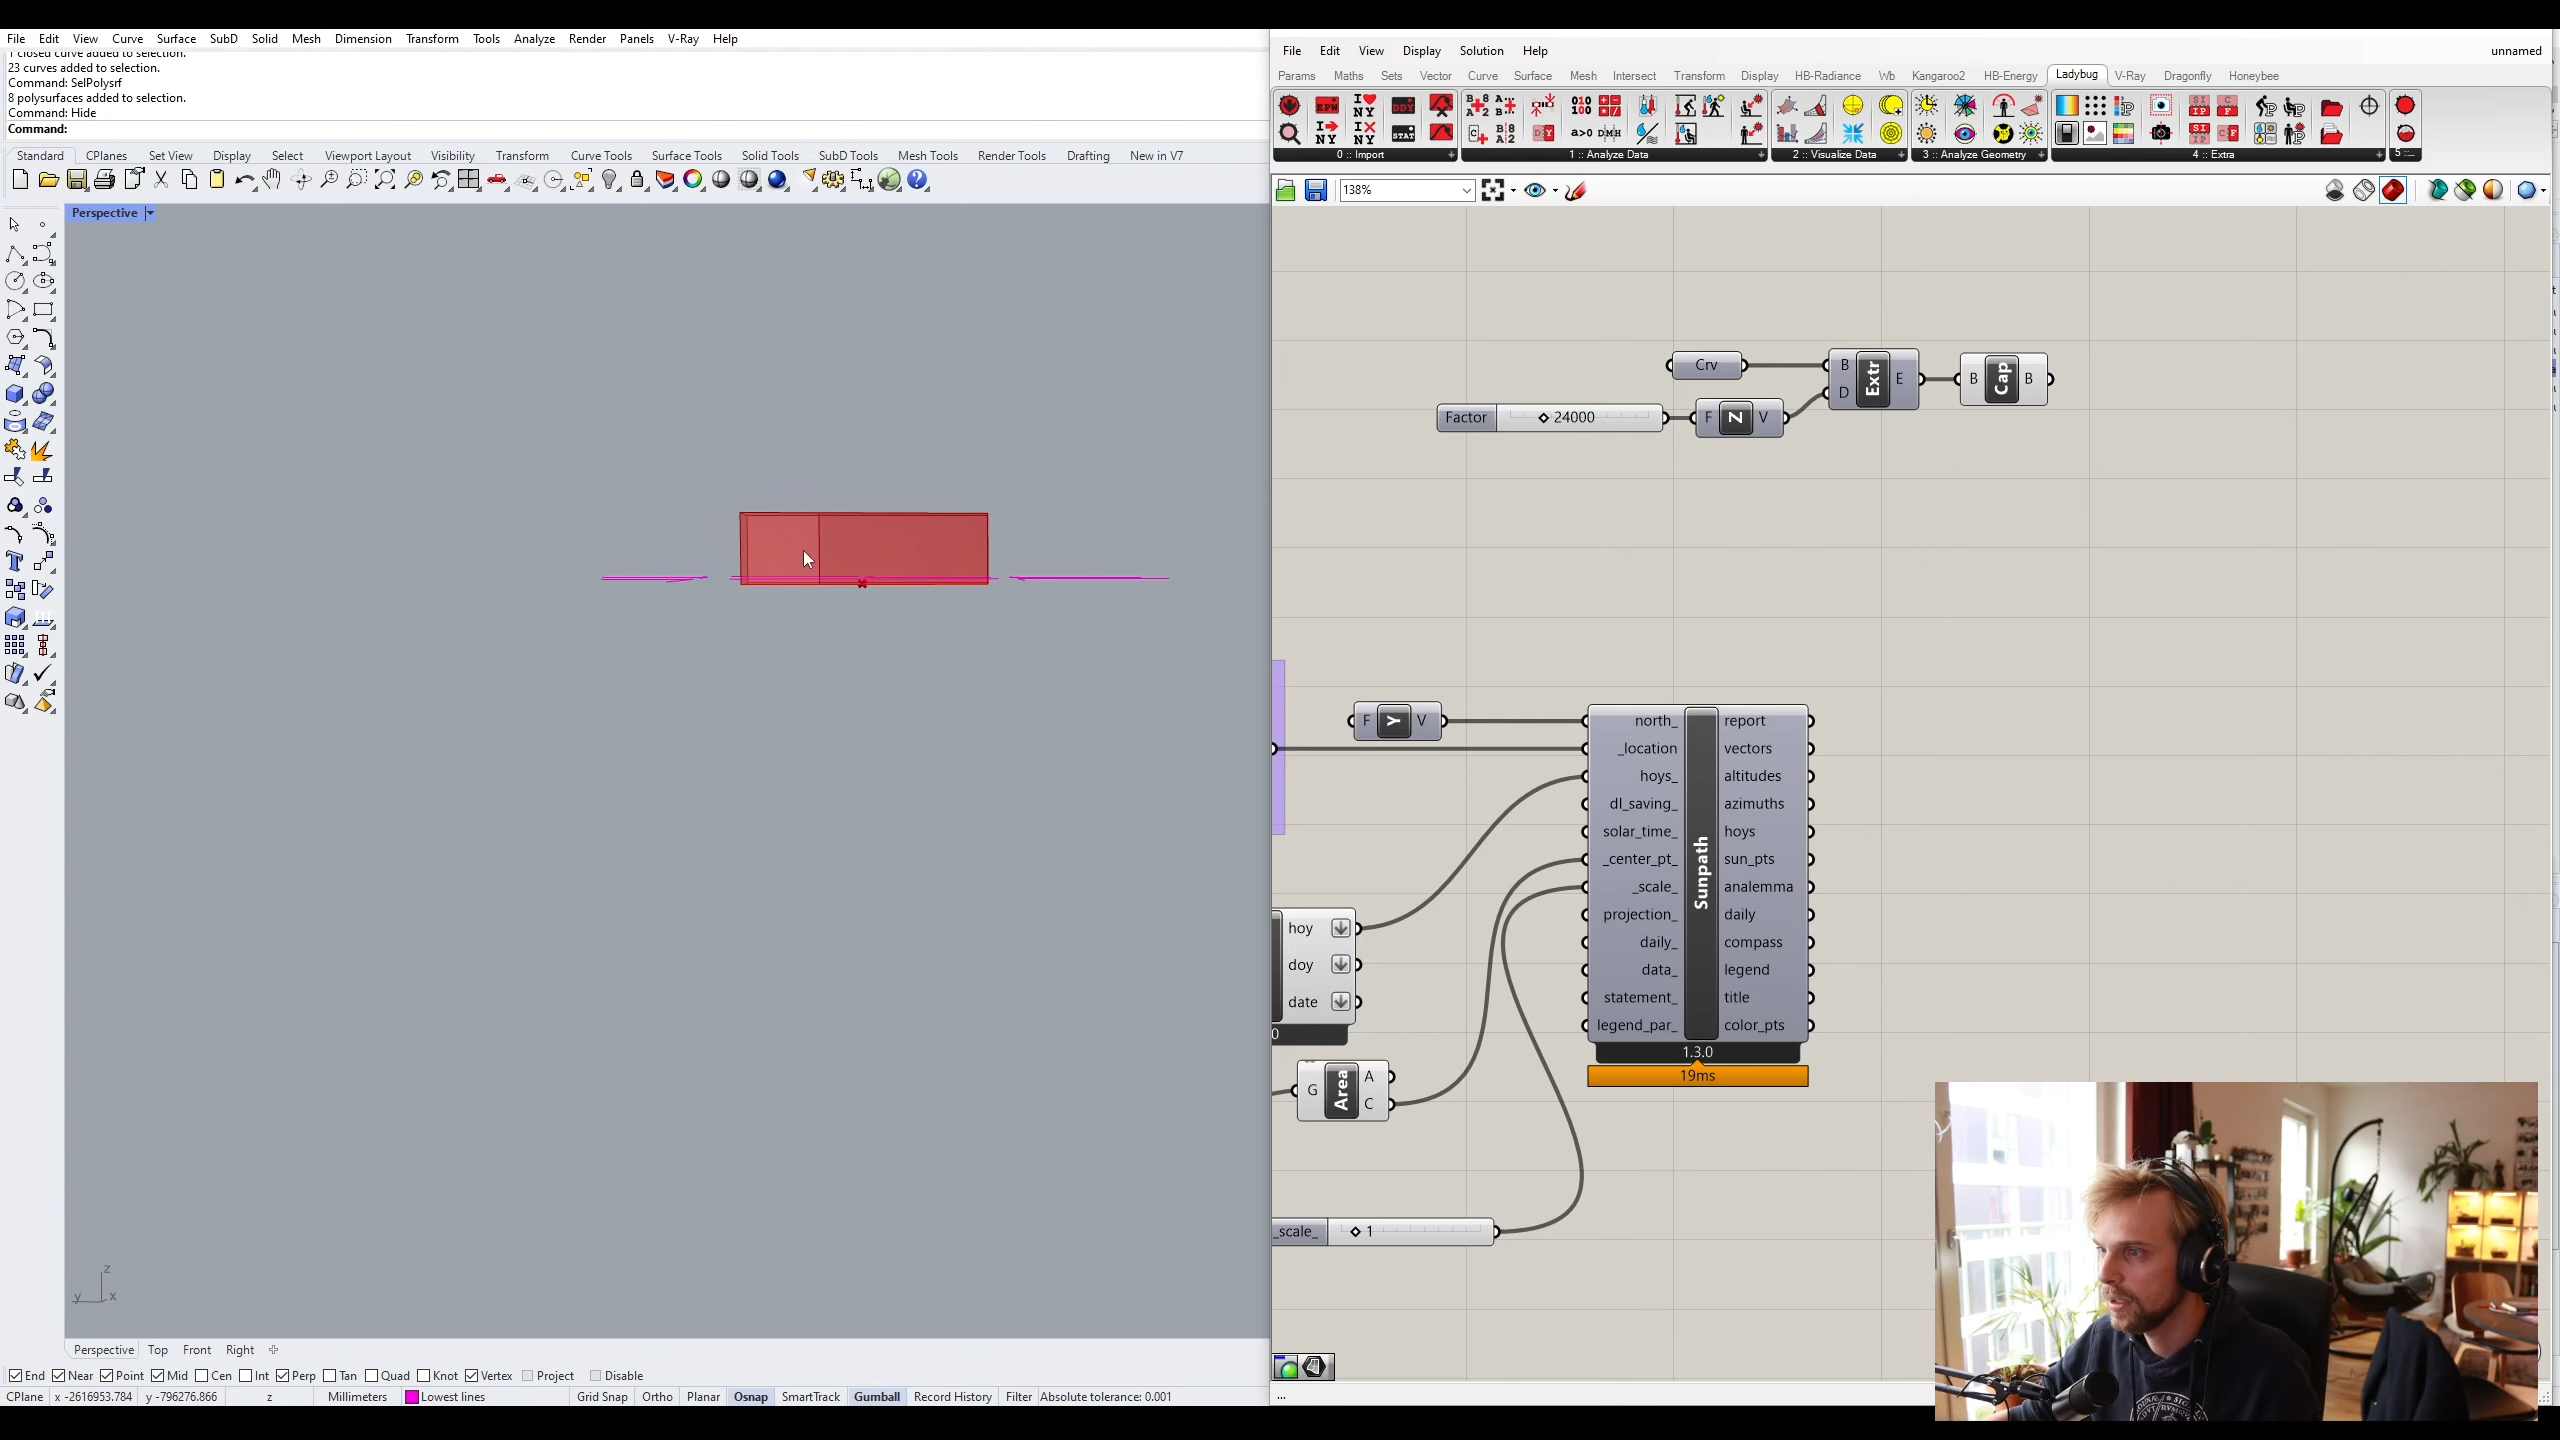 File Edit View Curve Surface SubD Solid Mesh Dimension Transform Tools Analyze Render Panels V-Ray Help
1 closed curve added to selection.
23 curves added to selection.
Command: SelPolysrf
8 polysurfaces added to selection.
Command: Hide
Command:
Standard CPlanes Set View Display Select Viewport Layout Visibility Transform Curve Tools Surface Tools Solid Tools SubD Tools Mesh Tools Render Tools Drafting New in V7
Perspective
z
y x
Perspective Top Front Right
End Near Point Mid Cen Int Perp Tan Quad Knot Vertex Project Disable
CPlane x -2616953.784 y -796276.866 z Millimeters Lowest lines Grid Snap Ortho Planar Osnap SmartTrack Gumball Record History Filter Absolute tolerance: 0.001
File Edit View Display Solution Help unnamed
Params Maths Sets Vector Curve Surface Mesh Intersect Transform Display HB-Radiance Wb Kangaroo2 HB-Energy Ladybug V-Ray Dragonfly Honeybee
0 :: Import 1 :: Analyze Data 2 :: Visualize Data 3 :: Analyze Geometry 4 :: Extra 5 ::...
138%
Crv B D Extr E B Cap B
Factor 24000 F Z V
F Y V
north_ report
_location vectors
hoys_ altitudes
dl_saving_ azimuths
solar_time_ hoys
_center_pt_ sun_pts
_scale_ analemma
projection_ daily
daily_ compass
data_ legend
statement_ title
legend_par_ color_pts
Sunpath
1.3.0
19ms
hoy
doy
date
0
G Area A
C
_scale_ 1
...